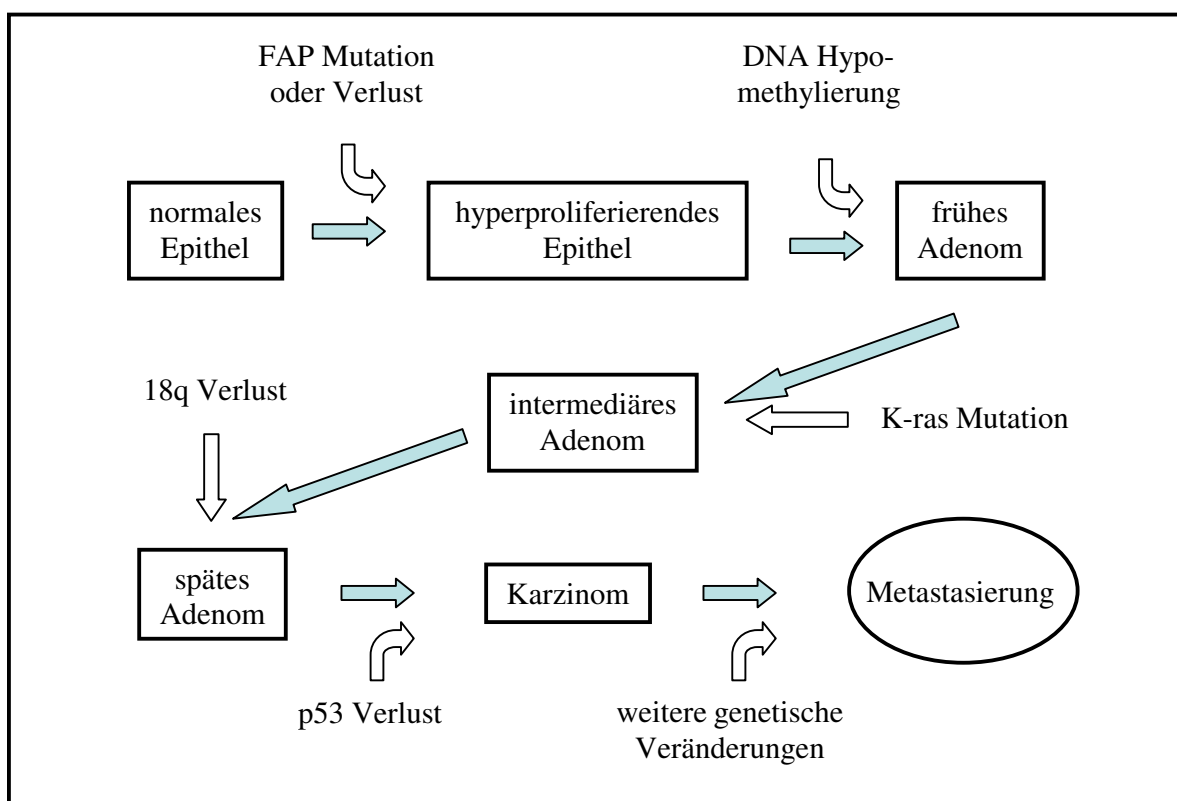 FAP Mutation
oder Verlust
DNA Hypo-
methylierung
normales
Epithel
hyperproliferierendes
Epithel
frühes
Adenom
18q Verlust
intermediäres
Adenom
K-ras Mutation
spätes
Adenom
Karzinom
Metastasierung
p53 Verlust
weitere genetische
Veränderungen